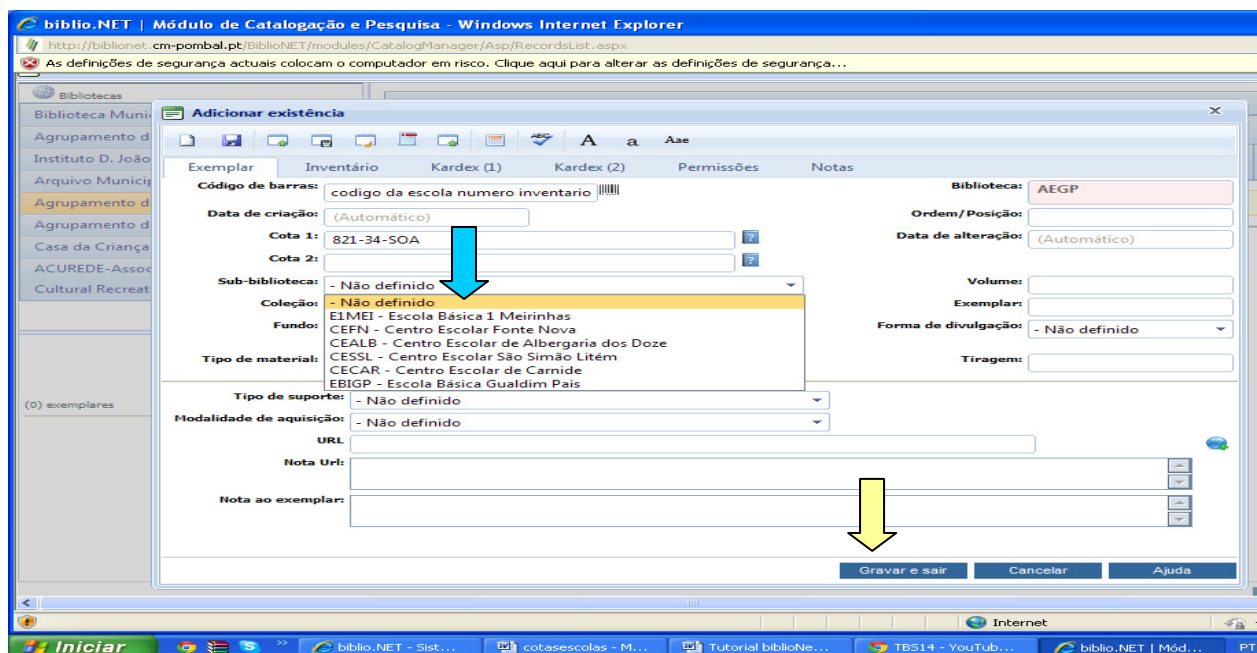 biblio.NET | Módulo de Catalogação e Pesquisa - Windows Internet Explorer
http://biblionet.cm-pombal.pt/BiblioNET/modules/CatalogManager/Asp/RecordsList.aspx
As definições de segurança actuais colocam o computador em risco. Clique aqui para alterar as definições de segurança...
Bibliotecas
Biblioteca Muni
Agrupamento d
Instituto D. João
Arquivo Municip
Agrupamento d
Agrupamento d
Casa da Criança
ACUREDE-Assoc
Cultural Recreat
(0) exemplares
Adicionar existência
ABC A a Aae
Exemplar Inventário Kardex (1) Kardex (2) Permissões Notas
Código de barras: codigo da escola numero inventario Biblioteca: AEGP
Data de criação: (Automático) Ordem/Posição:
Cota 1: 821-34-SOA Data de alteração: (Automático)
Cota 2:
Sub-biblioteca: - Não definido Volume:
Coleção: - Não definido Exemplar:
E1MEI - Escola Básica 1 Meirinhas
Fundo: CEFN - Centro Escolar Fonte Nova Forma de divulgação: - Não definido
CEALB - Centro Escolar de Albergaria dos Doze
Tipo de material: CESSL - Centro Escolar São Simão Litém Tiragem:
CECAR - Centro Escolar de Carnide
EBIGP - Escola Básica Gualdim Pais
Tipo de suporte: - Não definido
Modalidade de aquisição: - Não definido
URL
Nota Url:
Nota ao exemplar:
Gravar e sair Cancelar Ajuda
Internet
Iniciar biblio.NET - Sist... cotasescolas - M... Tutorial biblioNe... TBS14 - YouTub... biblio.NET | Mód... PT